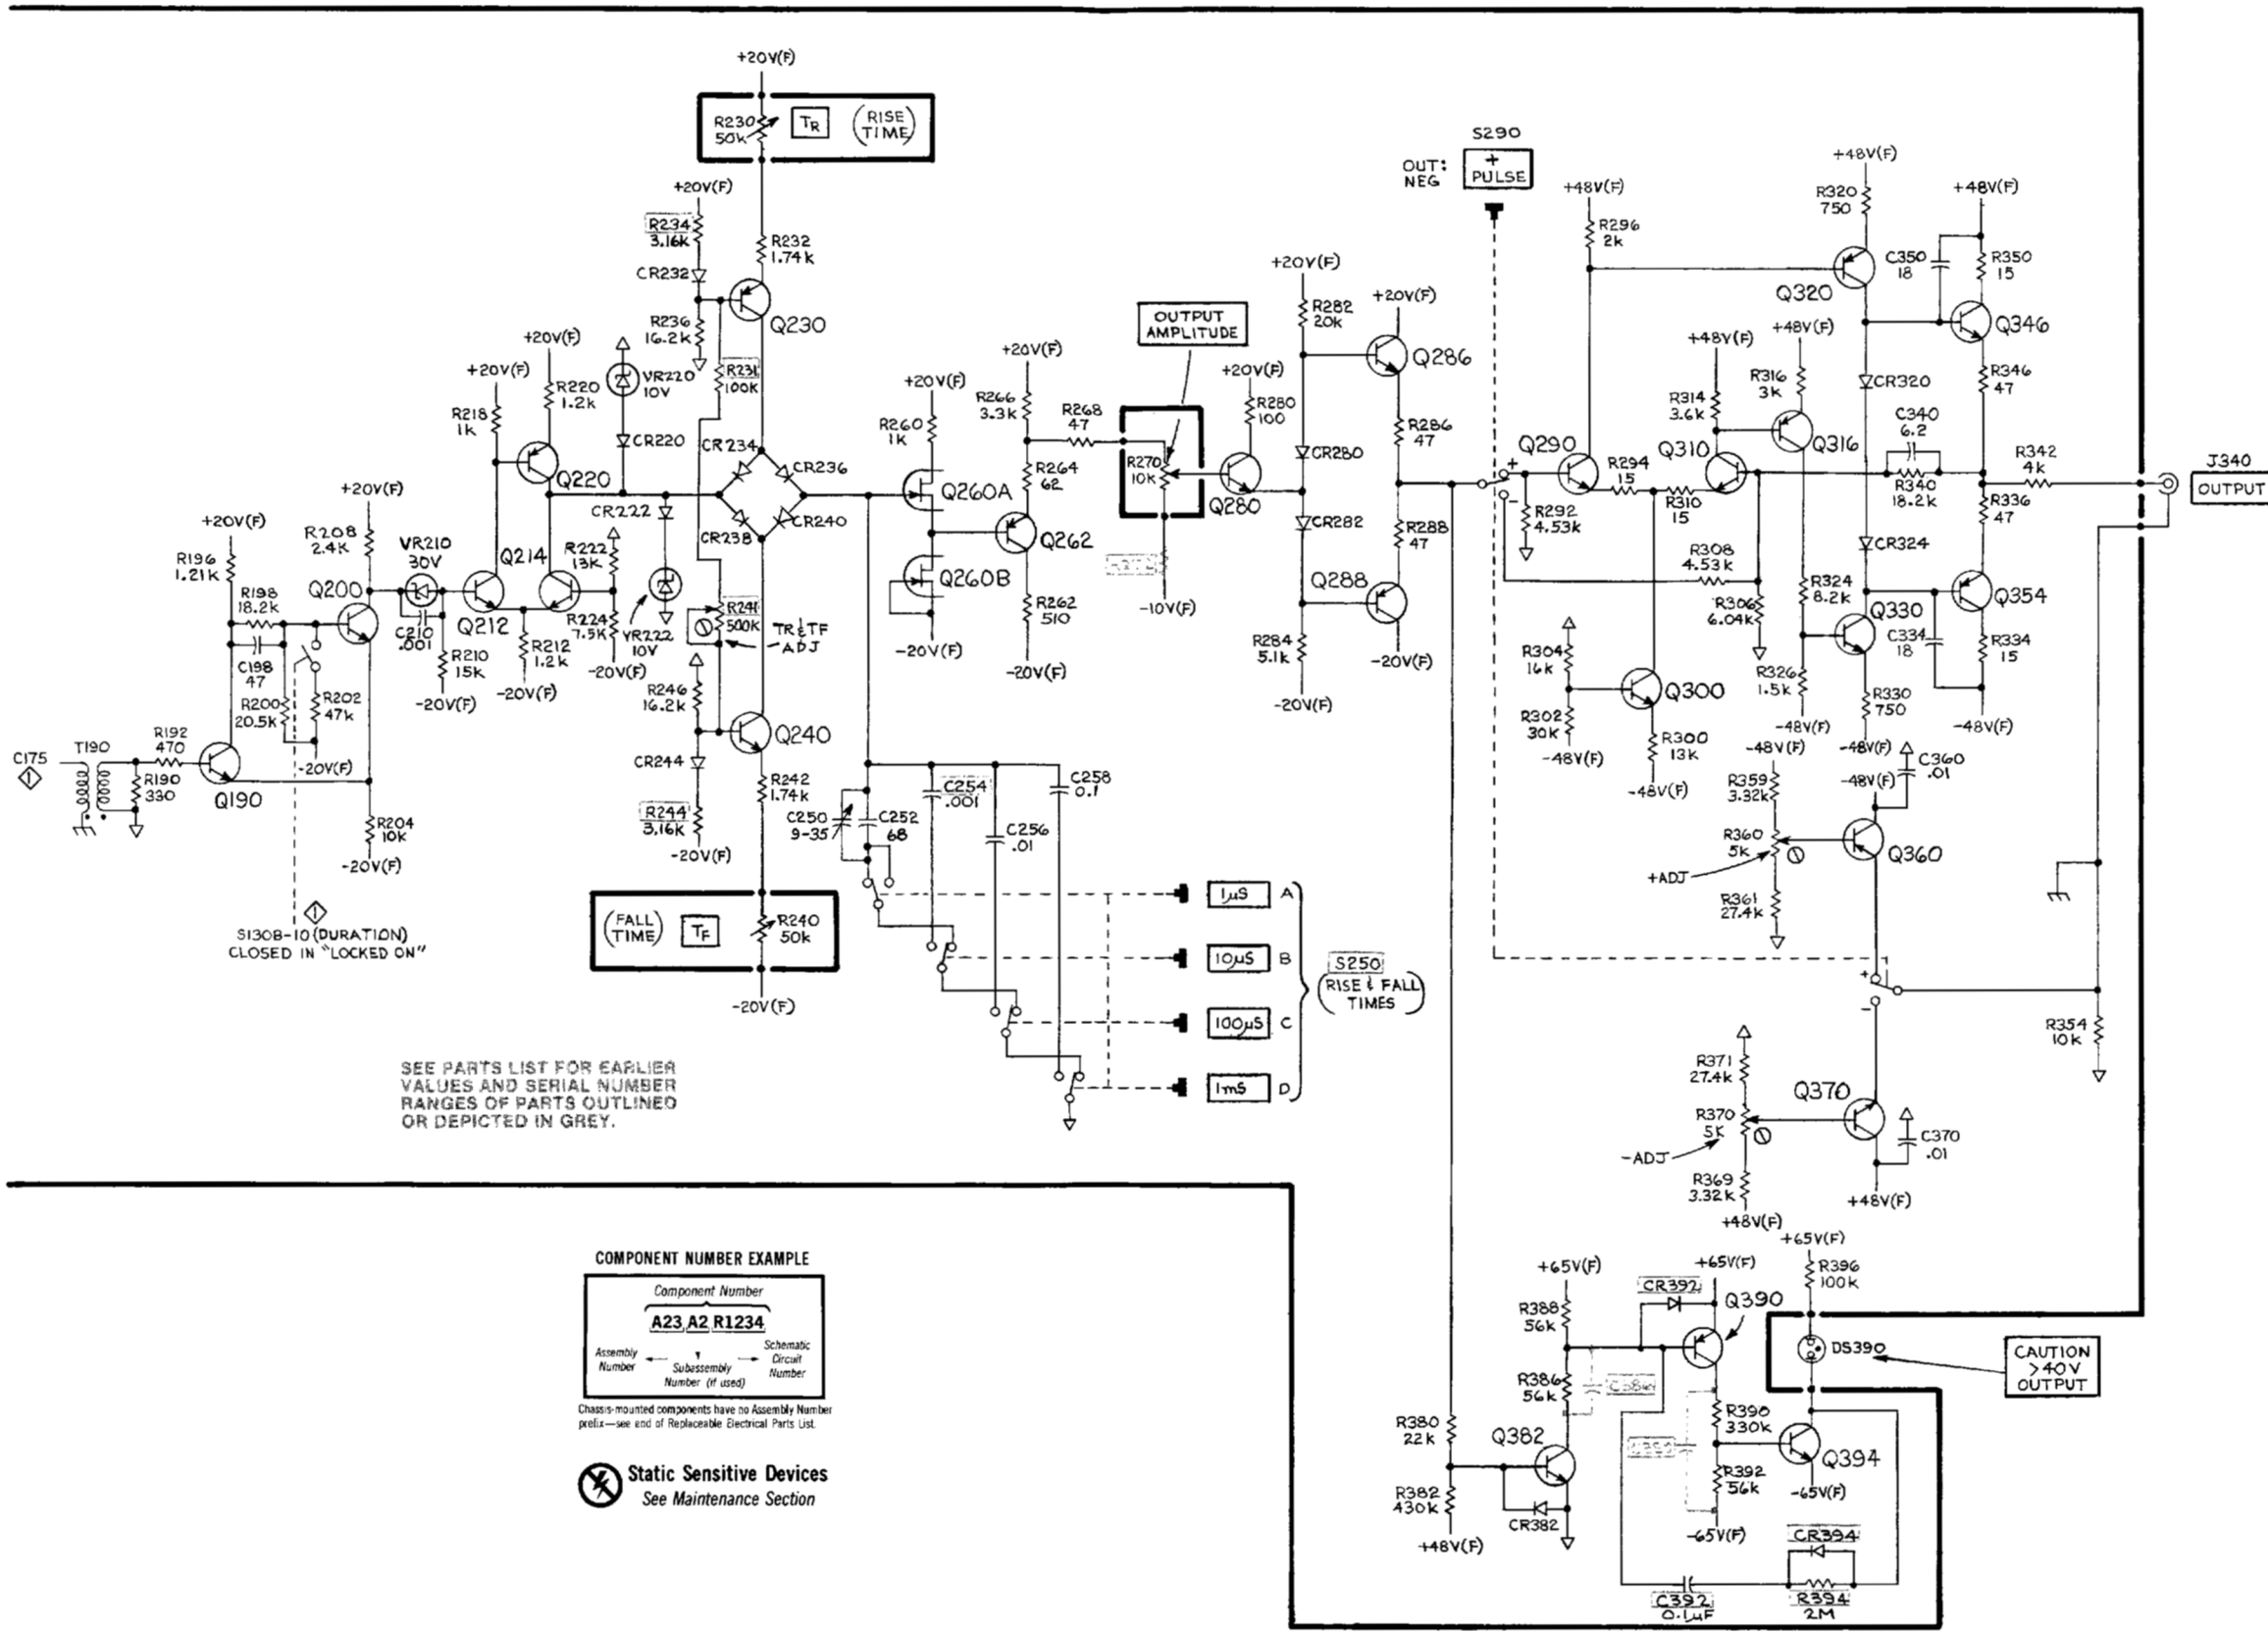 +20V(F)
R230
50k
TR
(RISE
TIME)
S290
OUT:
NEG
+
PULSE
+20V(F)
R234
3.16k
CR232
R232
1.74k
R236
16.2k
Q230
R231
100K
+20V(F)
R220
1.2k
VR220
10V
CR220
+20V(F)
R218
1k
Q220
CR222
CR234
CR236
CR238
CR240
+20V(F)
R260
1k
Q260A
Q260B
-20V(F)
+20V(F)
R266
3.3k
R264
62
Q262
R262
510
-20V(F)
R268
47
OUTPUT
AMPLITUDE
R270
10k
-10V(F)
+20V(F)
R280
100
Q280
+20V(F)
R282
20k
CR280
CR282
R284
5.1k
-20V(F)
+20V(F)
Q286
R286
47
R288
47
Q288
-20V(F)
+48V(F)
R296
2k
Q290
R294
15
R292
4.53k
R310
15
Q310
+48V(F)
R314
3.6k
+48V(F)
R316
3k
Q316
+48V(F)
R320
750
Q320
C350
18
+48V(F)
R350
15
Q346
R346
47
CR320
C340
6.2
R340
18.2k
R342
4k
J340
OUTPUT
R336
47
CR324
Q354
R334
15
-48V(F)
C334
18
Q330
R330
750
-48V(F)
R324
8.2k
R326
1.5k
-48V(F)
R308
4.53k
R306
6.04k
R304
16k
R302
30k
-48V(F)
Q300
R300
13k
-48V(F)
+20V(F)
R196
1.21k
R198
18.2k
C198
47
R200
20.5k
R202
47k
-20V(F)
+20V(F)
R208
2.4k
Q200
VR210
30V
C210
.001
R210
15k
-20V(F)
Q212
Q214
R212
1.2k
-20V(F)
R222
13k
R224
7.5k
-20V(F)
VR222
10V
R241
500K
TR & TF
ADJ
R246
16.2k
Q240
CR244
R242
1.74k
R244
3.16k
-20V(F)
(FALL
TIME)
TF
R240
50k
-20V(F)
C175
1
T190
R192
470
R190
330
Q190
R204
10k
-20V(F)
1
S130B-10 (DURATION)
CLOSED IN "LOCKED ON"
C250
9-35
C252
68
C254
.001
C256
.01
C258
0.1
1µS A
10µS B
100µS C
1mS D
S250
(RISE & FALL
TIMES)
-48V(F)
R359
3.32k
R360
5k
+ADJ
R361
27.4k
-48V(F)
C360
.01
Q360
+
-
R354
10k
R371
27.4k
R370
5K
-ADJ
R369
3.32k
+48V(F)
Q370
C370
.01
+48V(F)
SEE PARTS LIST FOR EARLIER
VALUES AND SERIAL NUMBER
RANGES OF PARTS OUTLINED
OR DEPICTED IN GREY.
COMPONENT NUMBER EXAMPLE
Component Number
A23 A2 R1234
Assembly
Number
Subassembly
Number (if used)
Schematic
Circuit
Number
Chassis-mounted components have no Assembly Number
prefix—see end of Replaceable Electrical Parts List.
Static Sensitive Devices
See Maintenance Section
+65V(F)
R388
56k
R386
56k
CR392
+65V(F)
Q390
R390
330k
R392
56k
-65V(F)
+65V(F)
R396
100k
DS390
CAUTION
>40V
OUTPUT
Q394
-65V(F)
R380
22k
R382
430k
+48V(F)
Q382
CR382
CR394
R394
2M
C392
0.1µF